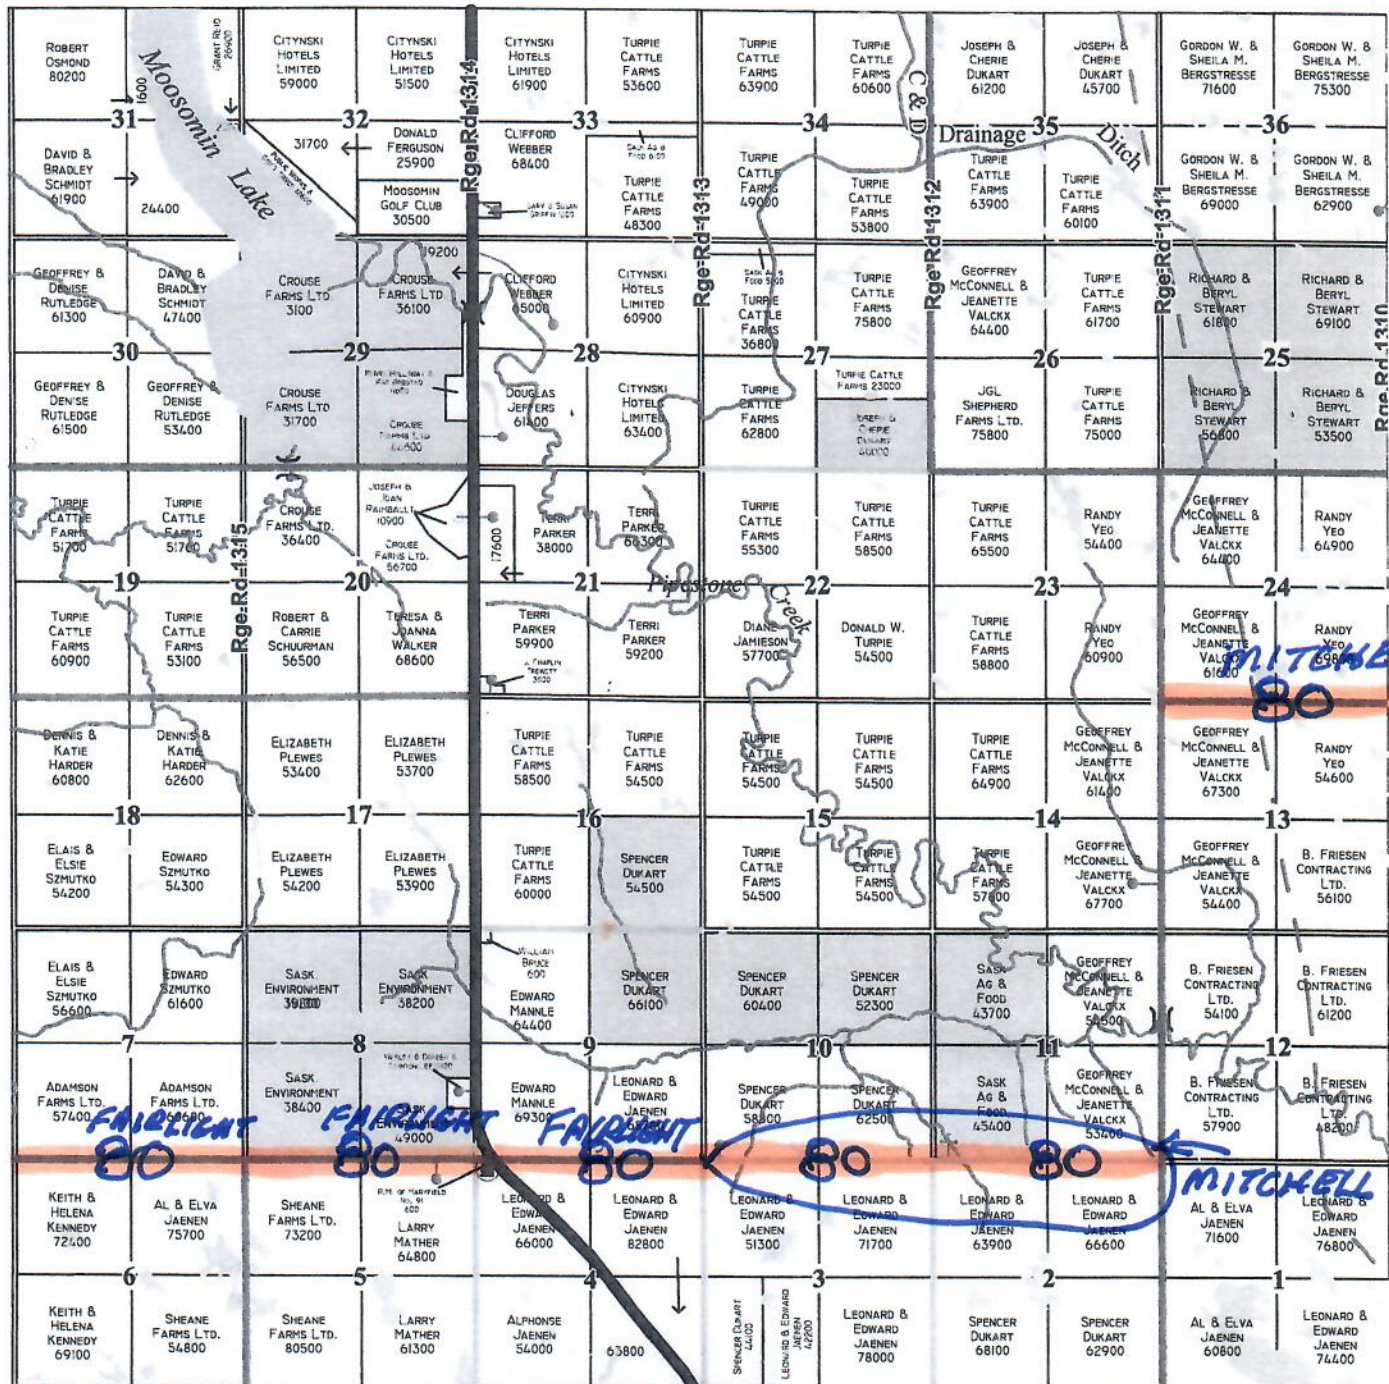 ROBERT
OSMOND
80200
1600
Moosomin
Lake
GRANT REID
CITYNSKI
HOTELS
LIMITED
59000
CITYNSKI
HOTELS
LIMITED
51500
Rge Rd 1314
CITYNSKI
HOTELS
LIMITED
61900
TURPIE
CATTLE
FARMS
53600
TURPIE
CATTLE
FARMS
63900
TURPIE
CATTLE
FARMS
60600
C & D
JOSEPH &
CHERIE
DUKART
61200
JOSEPH &
CHERIE
DUKART
45700
GORDON W. &
SHEILA M.
BERGSTRESSE
71600
GORDON W. &
SHEILA M.
BERGSTRESSE
75300
31
32
33
34
35
36
Drainage
Ditch
DAVID &
BRADLEY
SCHMIDT
61900
24400
31700
DONALD
FERGUSON
25900
MOOSOMIN
GOLF CLUB
30500
CLIFFORD
WEBBER
68400
TURPIE
CATTLE
FARMS
48300
Rge Rd 1313
TURPIE
CATTLE
FARMS
49000
TURPIE
CATTLE
FARMS
53800
Rge Rd 1312
TURPIE
CATTLE
FARMS
63900
TURPIE
CATTLE
FARMS
60100
Rge Rd 1311
GORDON W. &
SHEILA M.
BERGSTRESSE
69000
GORDON W. &
SHEILA M.
BERGSTRESSE
62900
GEOFFREY &
DENISE
RUTLEDGE
61300
DAVID &
BRADLEY
SCHMIDT
47400
CROUSE
FARMS LTD.
3100
19200
CROUSE
FARMS LTD
36100
CLIFFORD
WEBBER
CITYNSKI
HOTELS
LIMITED
60900
TURPIE
CATTLE
FARMS
36800
TURPIE
CATTLE
FARMS
75800
GEOFFREY
MCCONNELL &
JEANETTE
VALCKX
64400
TURPIE
CATTLE
FARMS
61700
RICHARD &
BERYL
STEWART
61800
RICHARD &
BERYL
STEWART
69100
Rge Rd 1310
30
29
28
27
26
25
GEOFFREY &
DENISE
RUTLEDGE
61500
GEOFFREY &
DENISE
RUTLEDGE
53400
CROUSE
FARMS LTD
31700
DOUGLAS
JEFFERS
61400
CITYNSKI
HOTELS
LIMITED
63400
TURPIE
CATTLE
FARMS
62800
TURPIE CATTLE
FARMS 23000
JOSEPH &
CHERIE
DUKART
JGL
SHEPHERD
FARMS LTD.
75800
TURPIE
CATTLE
FARMS
75000
RICHARD &
BERYL
STEWART
56800
RICHARD &
BERYL
STEWART
53500
TURPIE
CATTLE
FARMS
51700
TURPIE
CATTLE
FARMS
51700
Rge Rd 1315
CROUSE
FARMS LTD.
36400
JOSEPH &
JOAN
RAIMBAULT
10900
CROUSE
FARMS LTD.
56700
17600
TERRI
PARKER
38000
TERRI
PARKER
66300
TURPIE
CATTLE
FARMS
55300
TURPIE
CATTLE
FARMS
58500
TURPIE
CATTLE
FARMS
65500
RANDY
YEO
54400
GEOFFREY
MCCONNELL &
JEANETTE
VALCKX
64400
RANDY
YEO
64900
19
20
21
Pipestone
Creek
22
23
24
TURPIE
CATTLE
FARMS
60900
TURPIE
CATTLE
FARMS
53100
ROBERT &
CARRIE
SCHUURMAN
56500
TERESA &
JOANNA
WALKER
68600
TERRI
PARKER
59900
TERRI
PARKER
59200
DIANE
JAMIESON
57700
DONALD W.
TURPIE
54500
TURPIE
CATTLE
FARMS
58800
RANDY
YEO
60900
GEOFFREY
MCCONNELL &
JEANETTE
VALCKX
61600
RANDY
YEO
MITCHE
80
DENNIS &
KATIE
HARDER
60800
DENNIS &
KATIE
HARDER
62600
ELIZABETH
PLEWES
53400
ELIZABETH
PLEWES
53700
TURPIE
CATTLE
FARMS
58500
TURPIE
CATTLE
FARMS
54500
TURPIE
CATTLE
FARMS
54500
TURPIE
CATTLE
FARMS
54500
TURPIE
CATTLE
FARMS
64900
GEOFFREY
MCCONNELL &
JEANETTE
VALCKX
61400
GEOFFREY
MCCONNELL &
JEANETTE
VALCKX
67300
RANDY
YEO
54600
18
17
16
15
14
13
ELAIS &
ELSIE
SZMUTKO
54200
EDWARD
SZMUTKO
54300
ELIZABETH
PLEWES
54200
ELIZABETH
PLEWES
53900
TURPIE
CATTLE
FARMS
60000
SPENCER
DUKART
54500
TURPIE
CATTLE
FARMS
54500
TURPIE
CATTLE
FARMS
54500
TURPIE
CATTLE
FARMS
GEOFFREY
MCCONNELL &
JEANETTE
VALCKX
67700
GEOFFREY
MCCONNELL &
JEANETTE
VALCKX
54400
B. FRIESEN
CONTRACTING
LTD.
56100
ELAIS &
ELSIE
SZMUTKO
56600
EDWARD
SZMUTKO
61600
SASK.
ENVIRONMENT
SASK
ENVIRONMENT
38200
WILLIAM
BRUCE
600
EDWARD
MANNLE
64400
SPENCER
DUKART
66100
SPENCER
DUKART
60400
SPENCER
DUKART
52300
SASK
AG &
FOOD
43700
GEOFFREY
MCCONNELL &
JEANETTE
VALCKX
B. FRIESEN
CONTRACTING
LTD.
54100
B. FRIESEN
CONTRACTING
LTD.
61200
7
8
9
10
11
12
ADAMSON
FARMS LTD.
57400
ADAMSON
FARMS LTD.
SASK.
ENVIRONMENT
38400
SASK
ENVIRONMENT
49000
EDWARD
MANNLE
69300
LEONARD &
EDWARD
JAENEN
SPENCER
DUKART
58300
SPENCER
DUKART
62500
SASK
AG &
FOOD
45400
GEOFFREY
MCCONNELL &
JEANETTE
VALCKX
53400
B. FRIESEN
CONTRACTING
LTD.
57900
B. FRIESEN
CONTRACTING
LTD.
48200
FAIRLIGHT
80
FAIRLIGHT
80
FAIRLIGHT
80
80
80
MITCHELL
KEITH &
HELENA
KENNEDY
72400
AL & ELVA
JAENEN
75700
SHEANE
FARMS LTD.
73200
R.M. OF MARYFIELD
NO. 91
600
LARRY
MATHER
64800
LEONARD &
EDWARD
JAENEN
66000
LEONARD &
EDWARD
JAENEN
82800
LEONARD &
EDWARD
JAENEN
51300
LEONARD &
EDWARD
JAENEN
71700
LEONARD &
EDWARD
JAENEN
63900
LEONARD &
EDWARD
JAENEN
66600
AL & ELVA
JAENEN
71600
LEONARD &
EDWARD
JAENEN
76800
6
5
4
3
2
1
KEITH &
HELENA
KENNEDY
69100
SHEANE
FARMS LTD.
54800
SHEANE
FARMS LTD.
80500
LARRY
MATHER
61300
ALPHONSE
JAENEN
54000
63800
SPENCER DUKART
44100
LEONARD & EDWARD
JAENEN
42200
LEONARD &
EDWARD
JAENEN
78000
SPENCER
DUKART
68100
SPENCER
DUKART
62900
AL & ELVA
JAENEN
60800
LEONARD &
EDWARD
JAENEN
74400